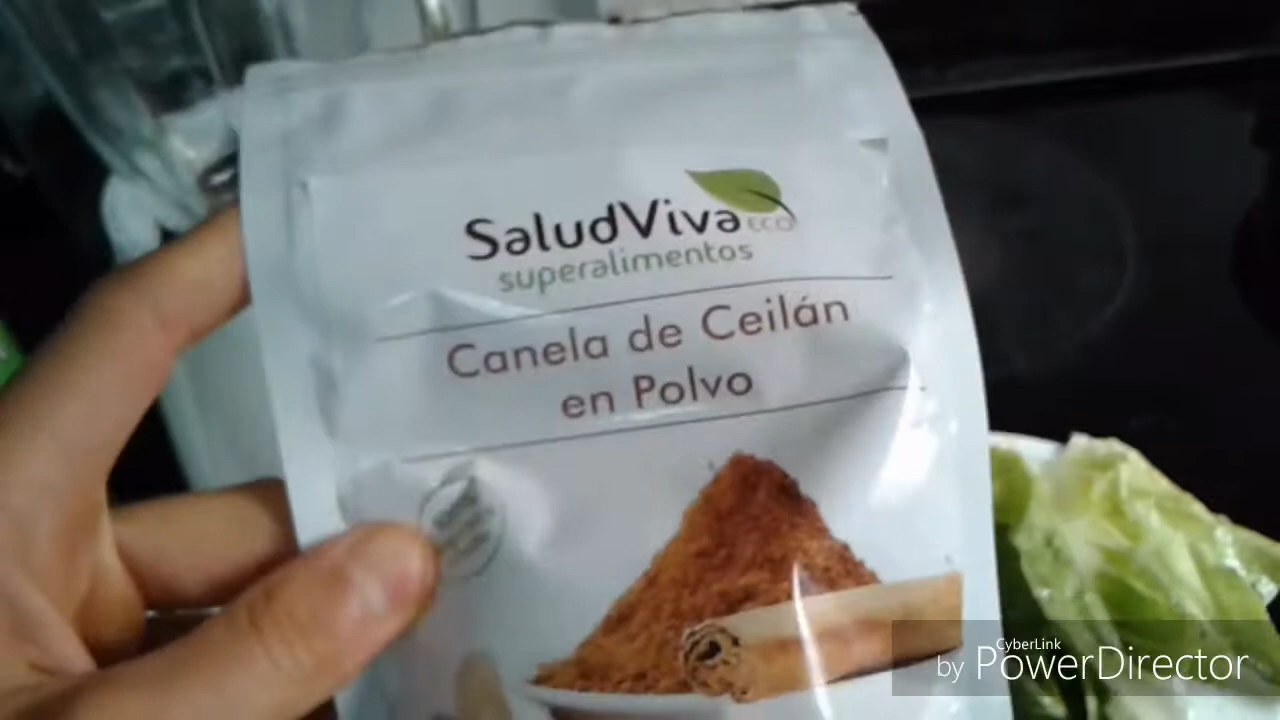 SaludViva
ECO
superalimentos
Canela de Ceilán
en Polvo
CyberLink
by PowerDirector